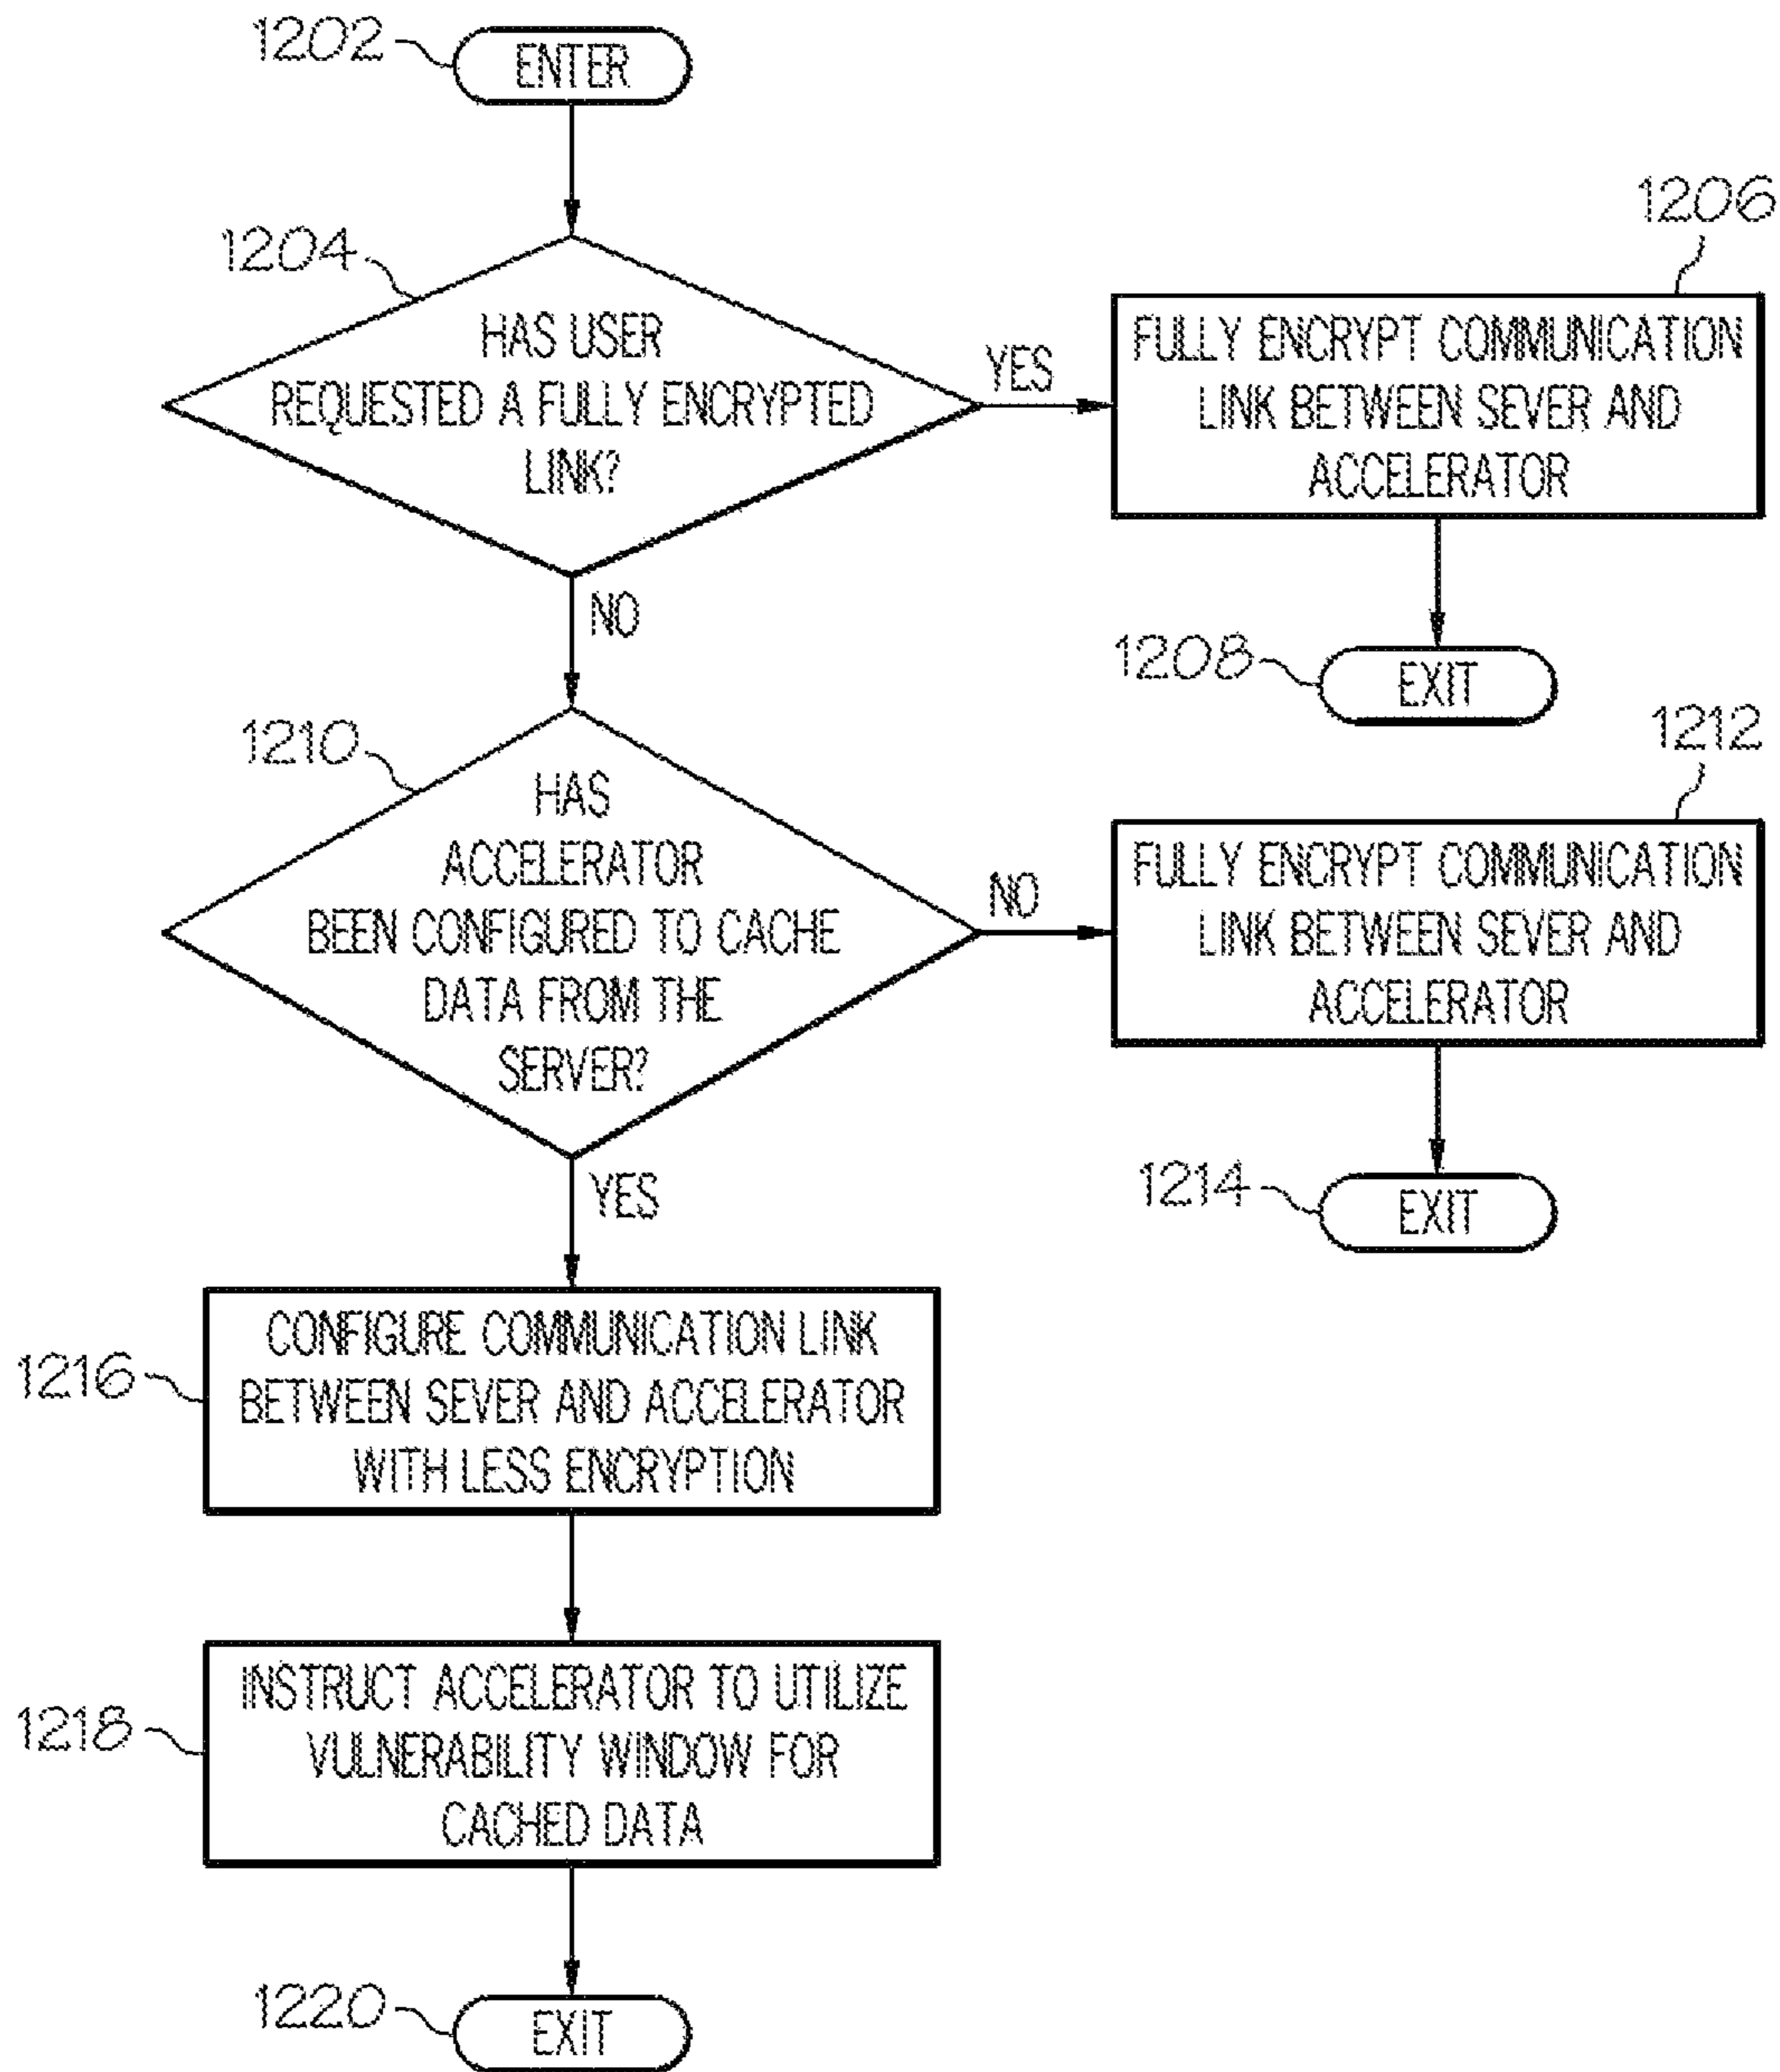 1202
ENTER
1204
HAS USER
REQUESTED A FULLY ENCRYPTED
LINK?
YES
1206
FULLY ENCRYPT COMMUNICATION
LINK BETWEEN SEVER AND
ACCELERATOR
1208
EXIT
NO
1210
HAS
ACCELERATOR
BEEN CONFIGURED TO CACHE
DATA FROM THE
SERVER?
NO
1212
FULLY ENCRYPT COMMUNICATION
LINK BETWEEN SEVER AND
ACCELERATOR
1214
EXIT
YES
1216
CONFIGURE COMMUNICATION LINK
BETWEEN SEVER AND ACCELERATOR
WITH LESS ENCRYPTION
1218
INSTRUCT ACCELERATOR TO UTILIZE
VULNERABILITY WINDOW FOR
CACHED DATA
1220
EXIT